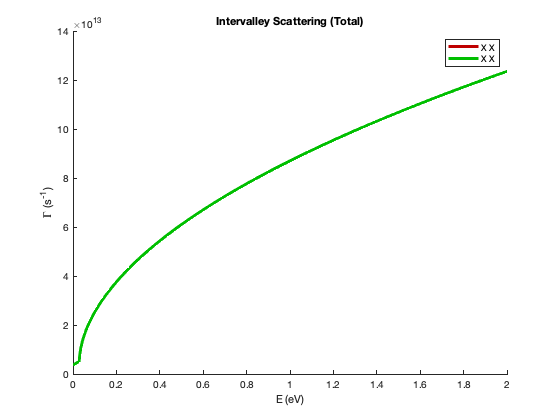 Intervalley Scattering (Total)
×10^13
14
12
10
8
6
4
2
0
Γ (s^-1)
0 0.2 0.4 0.6 0.8 1 1.2 1.4 1.6 1.8 2
E (eV)
X X
X X